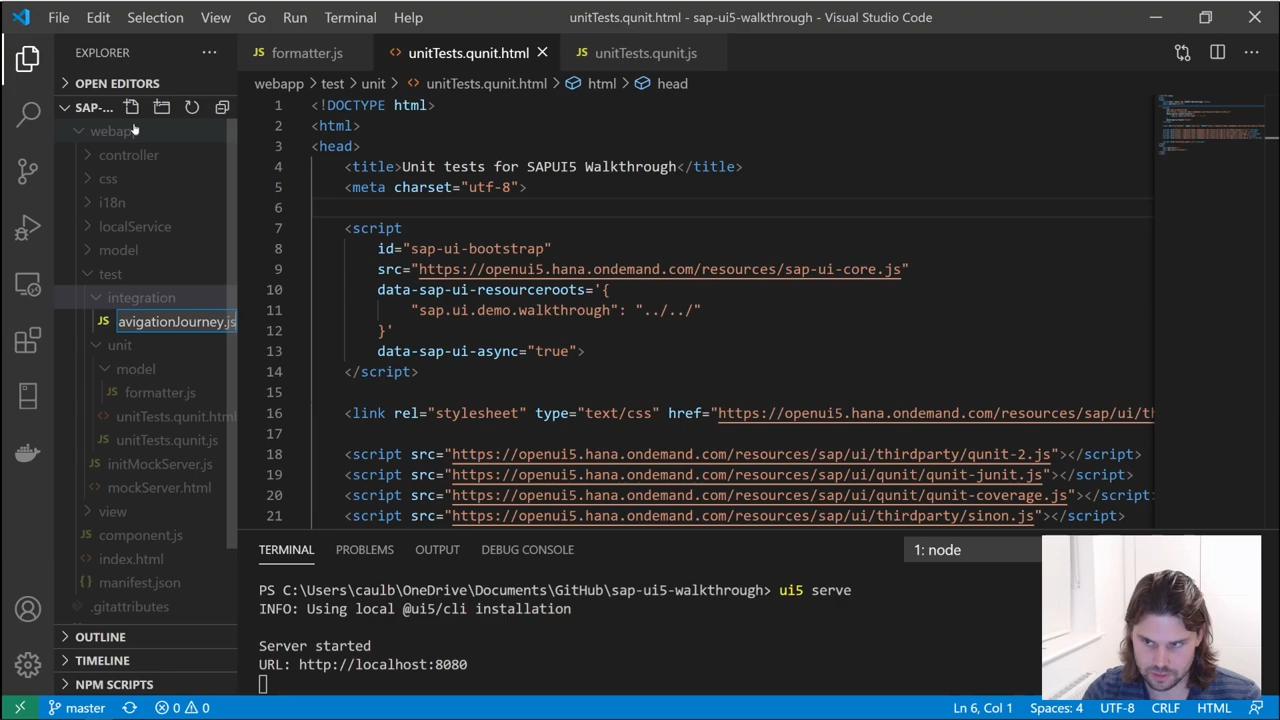 File Edit Selection View Go Run Terminal Help
unitTests.qunit.html - sap-ui5-walkthrough - Visual Studio Code
EXPLORER
OPEN EDITORS
SAP-...
webapp
controller
css
i18n
localService
model
test
integration
JS avigationJourney.js
unit
model
JS formatter.js
unitTests.qunit.html
JS unitTests.qunit.js
JS initMockServer.js
mockServer.html
view
JS component.js
index.html
manifest.json
.gitattributes
OUTLINE
TIMELINE
NPM SCRIPTS
JS formatter.js
unitTests.qunit.html
JS unitTests.qunit.js
webapp > test > unit > unitTests.qunit.html > html > head
1 <!DOCTYPE html>
2 <html>
3 <head>
4 <title>Unit tests for SAPUI5 Walkthrough</title>
5 <meta charset="utf-8">
6
7 <script
8 id="sap-ui-bootstrap"
9 src="https://openui5.hana.ondemand.com/resources/sap-ui-core.js"
10 data-sap-ui-resourceroots='{
11 "sap.ui.demo.walkthrough": "../../"
12 }'
13 data-sap-ui-async="true">
14 </script>
15
16 <link rel="stylesheet" type="text/css" href="https://openui5.hana.ondemand.com/resources/sap/ui/th
17
18 <script src="https://openui5.hana.ondemand.com/resources/sap/ui/thirdparty/qunit-2.js"></script>
19 <script src="https://openui5.hana.ondemand.com/resources/sap/ui/qunit/qunit-junit.js"></script>
20 <script src="https://openui5.hana.ondemand.com/resources/sap/ui/qunit/qunit-coverage.js"></script>
21 <script src="https://openui5.hana.ondemand.com/resources/sap/ui/thirdparty/sinon.js"></script>
TERMINAL PROBLEMS OUTPUT DEBUG CONSOLE
1: node
PS C:\Users\caulb\OneDrive\Documents\GitHub\sap-ui5-walkthrough> ui5 serve
INFO: Using local @ui5/cli installation
Server started
URL: http://localhost:8080
master 0 0
Ln 6, Col 1 Spaces: 4 UTF-8 CRLF HTML